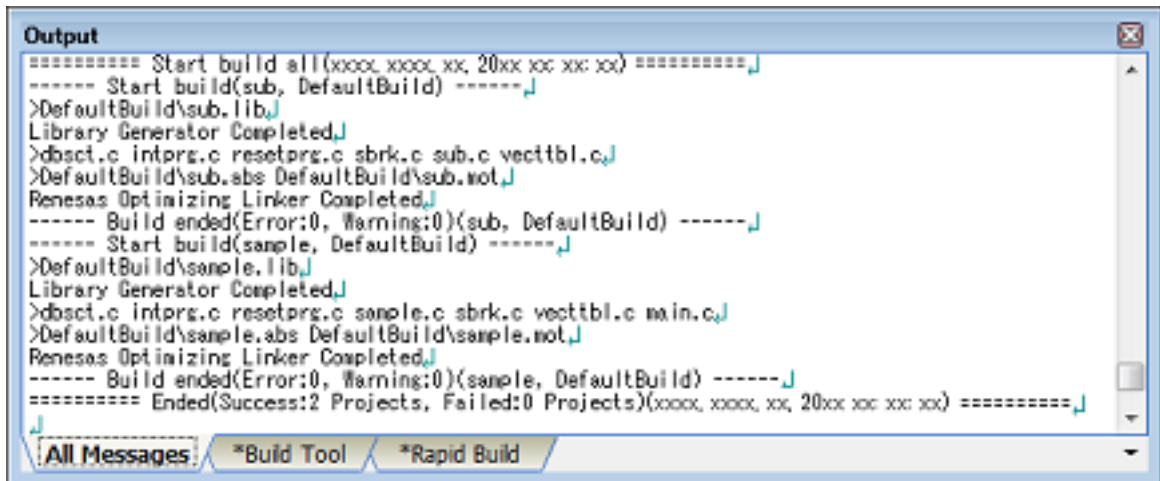 Output
========== Start build all(xxxx, xxxx, xx, 20xx xx: xx: xx) ==========
------ Start build(sub, DefaultBuild) ------
>DefaultBuild\sub.lib
Library Generator Completed
>dbsct.c intprg.c resetprg.c sbrk.c sub.c vecttbl.c
>DefaultBuild\sub.abs DefaultBuild\sub.mot
Renesas Optimizing Linker Completed
------ Build ended(Error:0, Warning:0)(sub, DefaultBuild) ------
------ Start build(sample, DefaultBuild) ------
>DefaultBuild\sample.lib
Library Generator Completed
>dbsct.c intprg.c resetprg.c sample.c sbrk.c vecttbl.c main.c
>DefaultBuild\sample.abs DefaultBuild\sample.mot
Renesas Optimizing Linker Completed
------ Build ended(Error:0, Warning:0)(sample, DefaultBuild) ------
========== Ended(Success:2 Projects, Failed:0 Projects)(xxxx, xxxx, xx, 20xx xx: xx: xx) ==========
All Messages *Build Tool *Rapid Build